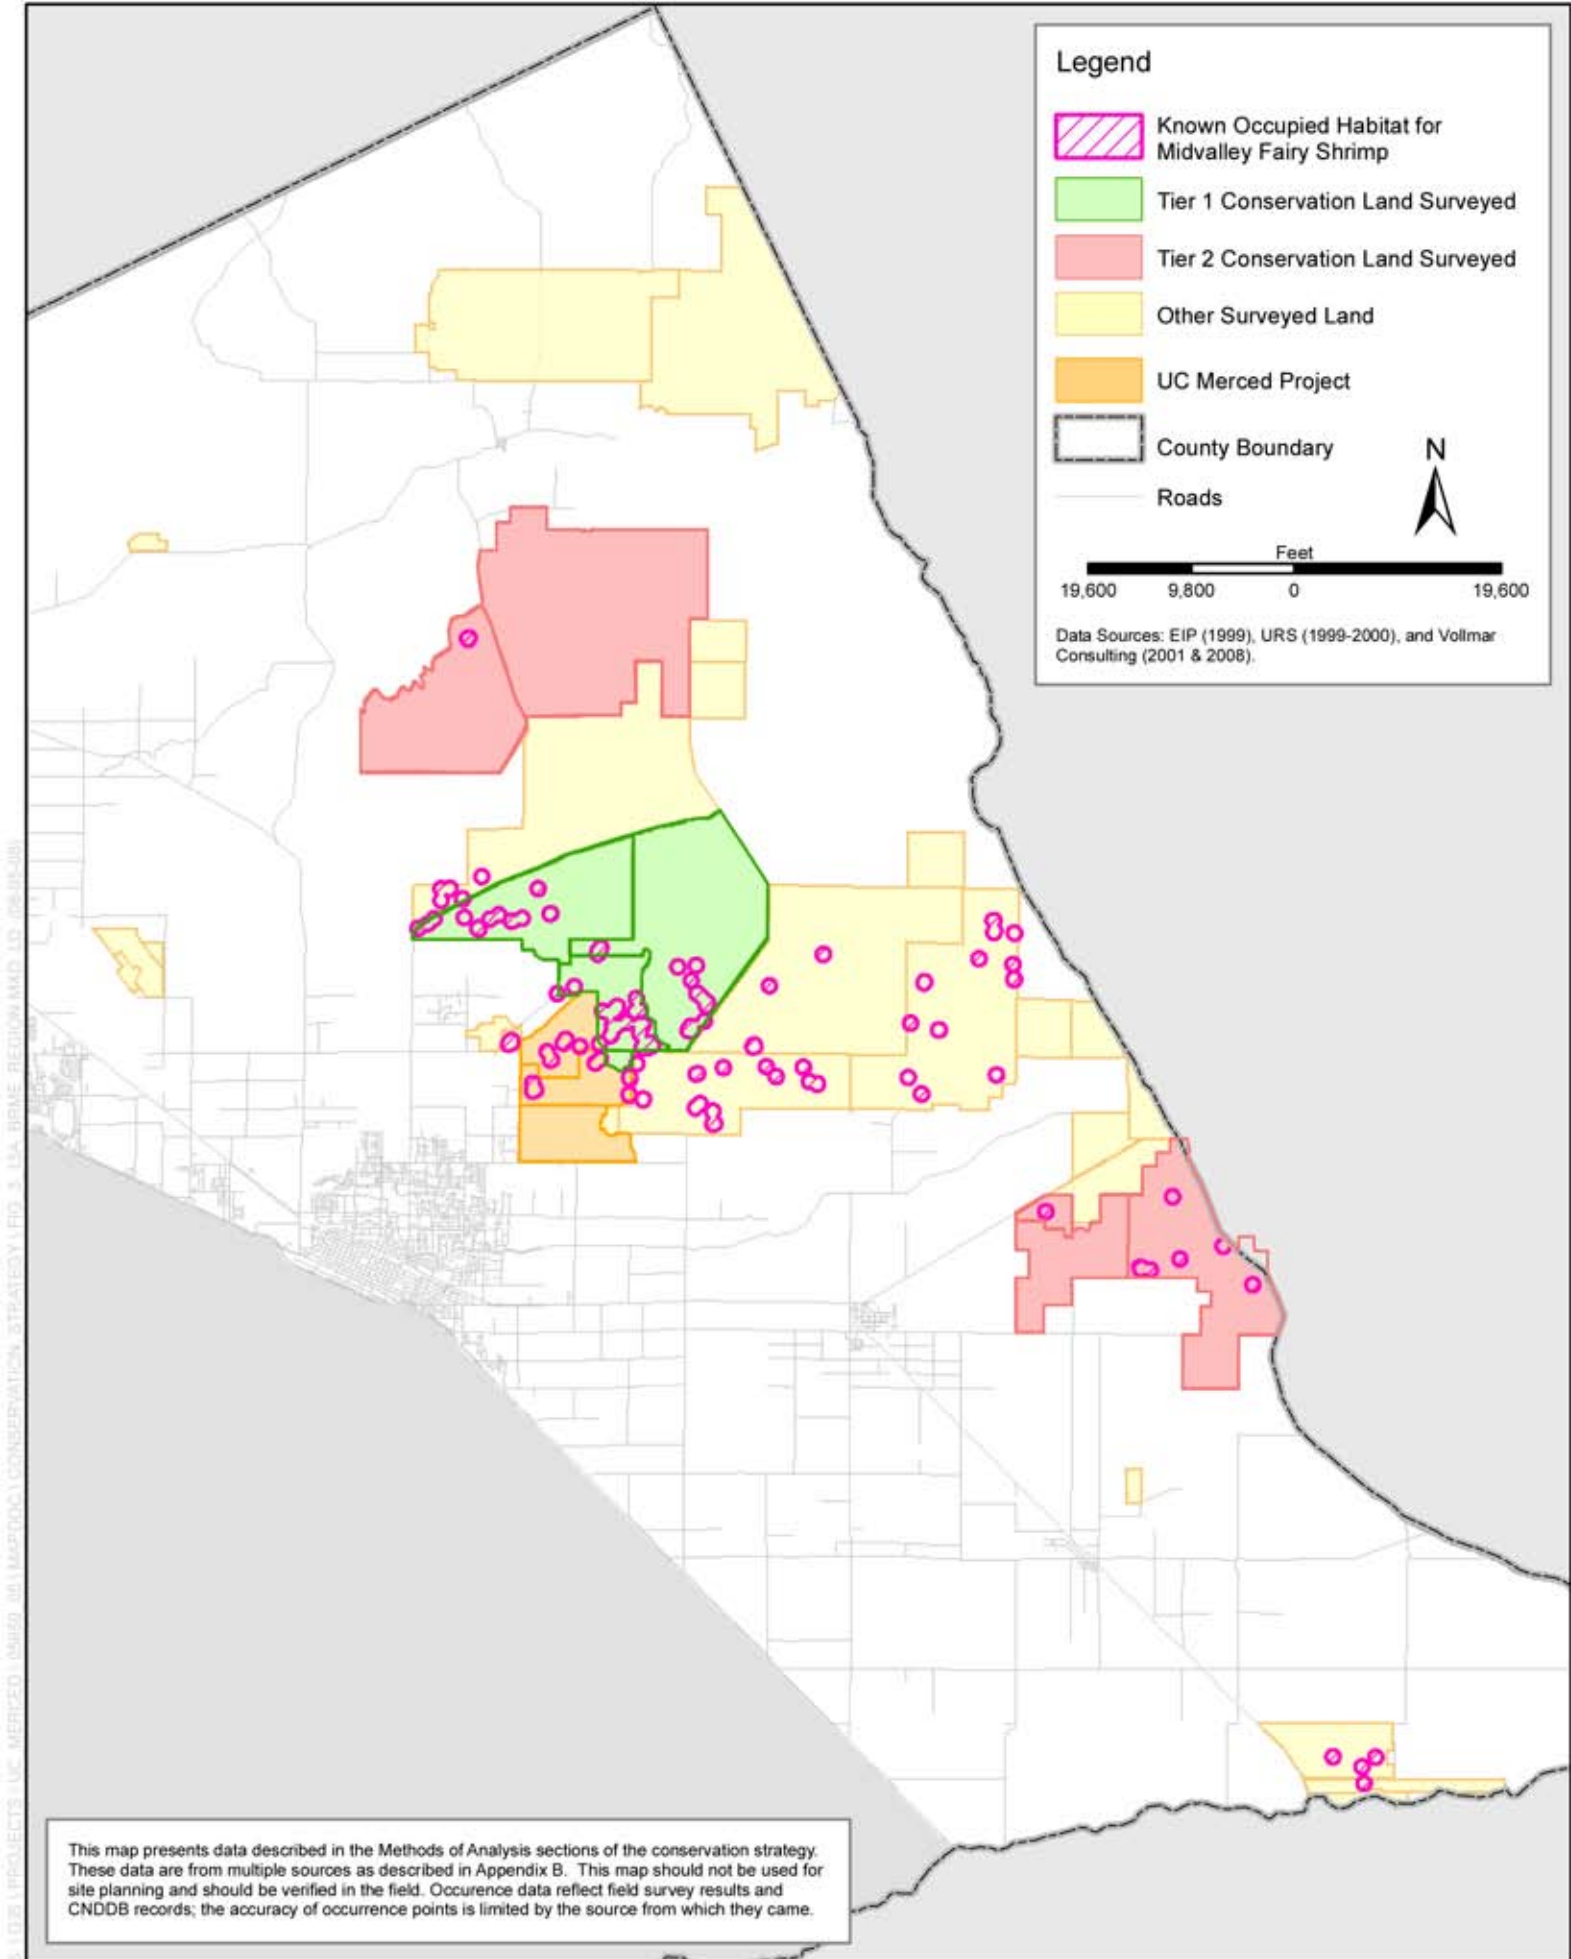 Legend
Known Occupied Habitat for
Midvalley Fairy Shrimp
Tier 1 Conservation Land Surveyed
Tier 2 Conservation Land Surveyed
Other Surveyed Land
UC Merced Project
County Boundary
N
Roads
Feet
19,600 9,800 0 19,600
Data Sources: EIP (1999), URS (1999-2000), and Vollmar
Consulting (2001 & 2008).
This map presents data described in the Methods of Analysis sections of the conservation strategy.
These data are from multiple sources as described in Appendix B. This map should not be used for
site planning and should be verified in the field. Occurence data reflect field survey results and
CNDDB records; the accuracy of occurrence points is limited by the source from which they came.